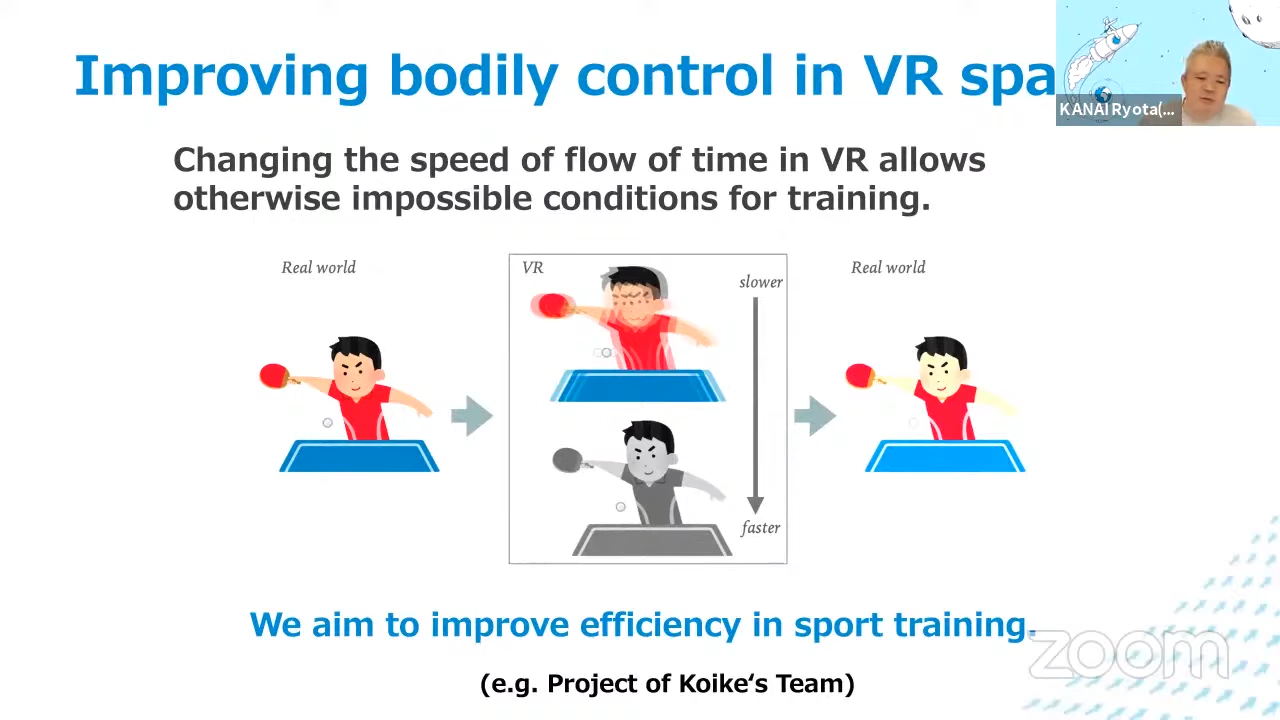 Improving bodily control in VR spa
KANAI Ryota(...
Changing the speed of flow of time in VR allows
otherwise impossible conditions for training.
Real world
VR
slower
Real world
faster
We aim to improve efficiency in sport training.
zoom
(e.g. Project of Koike‘s Team)